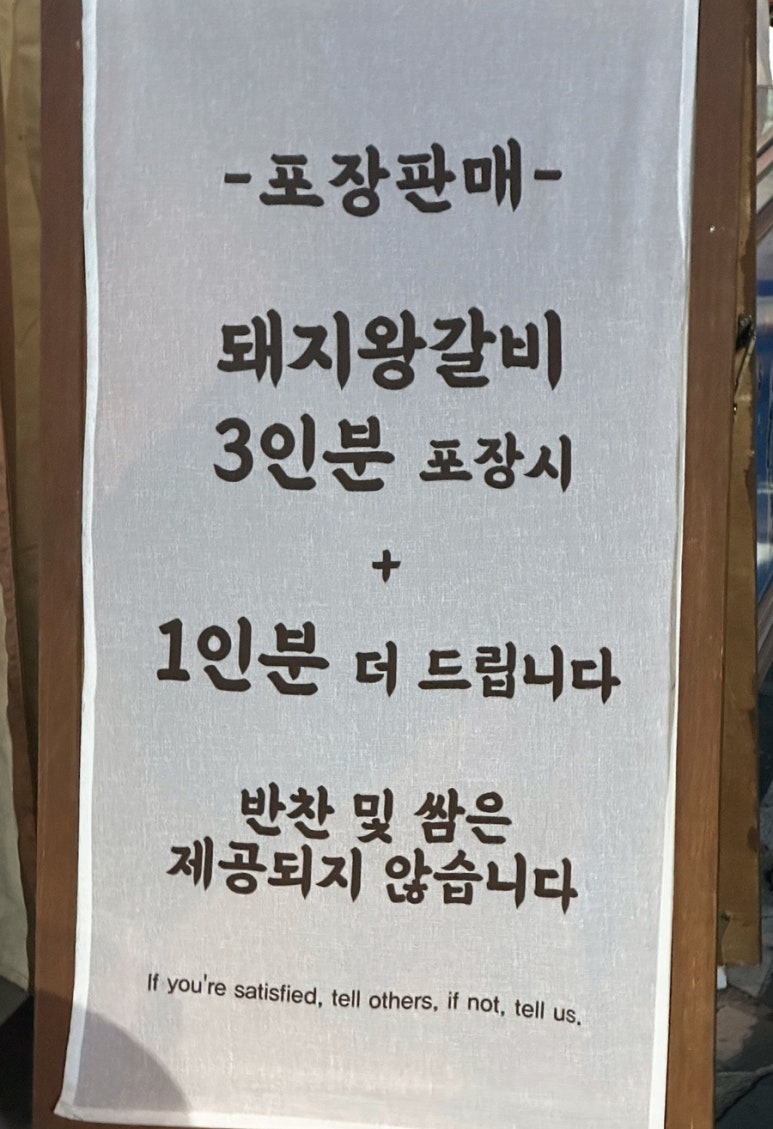 -포장판매-
돼지왕갈비
3인분 포장시
+
1인분 더 드립니다
반찬 및 쌈은
제공되지 않습니다
If you're satisfied, tell others, if not, tell us.